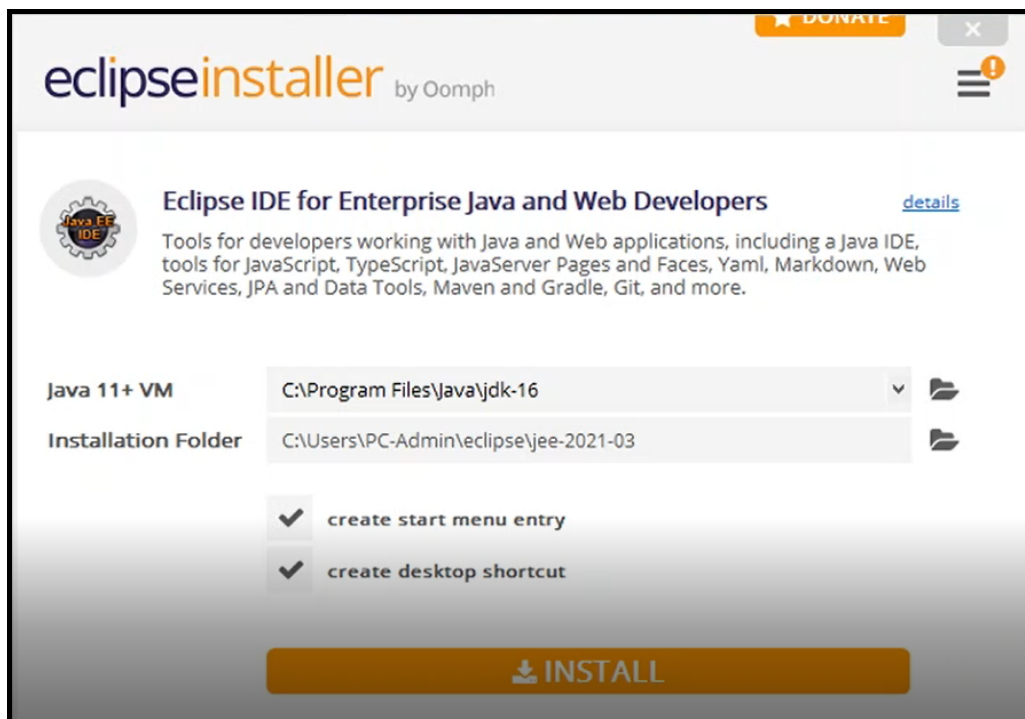 DONATE
eclipseinstaller by Oomph
Java EE
IDE
Eclipse IDE for Enterprise Java and Web Developers
details
Tools for developers working with Java and Web applications, including a Java IDE,
tools for JavaScript, TypeScript, JavaServer Pages and Faces, Yaml, Markdown, Web
Services, JPA and Data Tools, Maven and Gradle, Git, and more.
Java 11+ VM C:\Program Files\Java\jdk-16
Installation Folder C:\Users\PC-Admin\eclipse\jee-2021-03
create start menu entry
create desktop shortcut
INSTALL